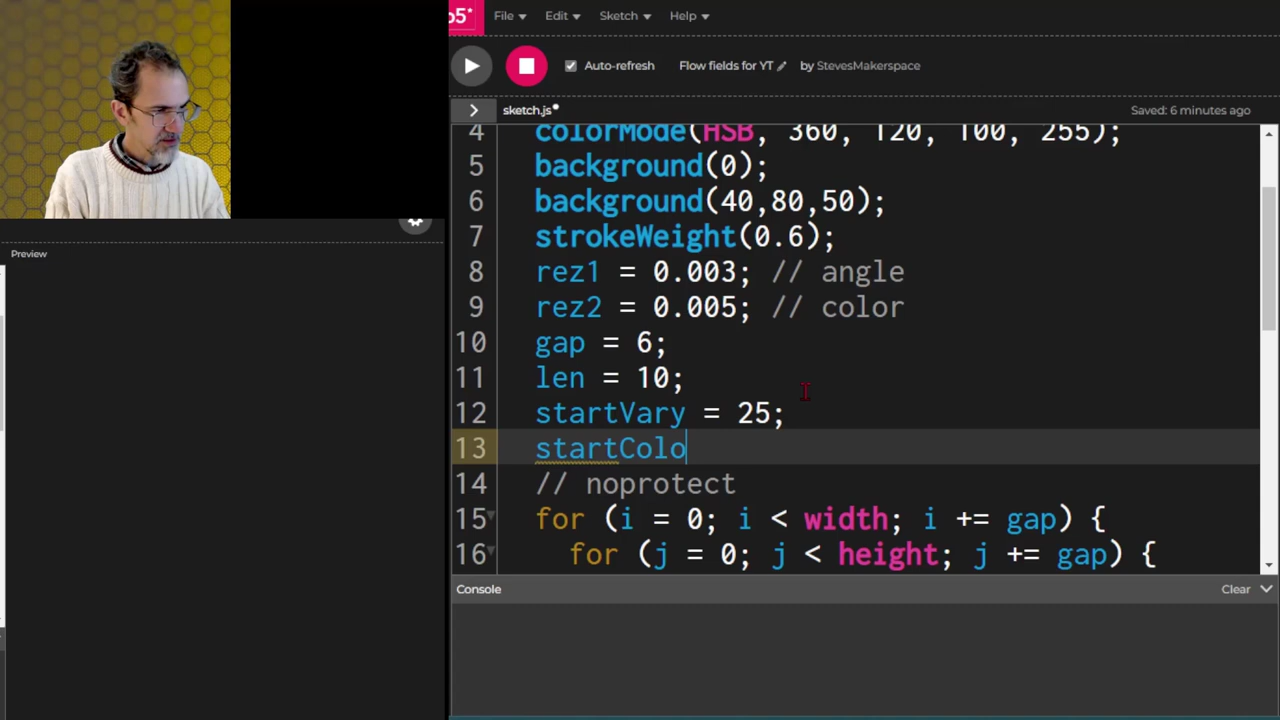 p5* File Edit Sketch Help
Auto-refresh Flow fields for YT by StevesMakerspace
> sketch.js• Saved: 6 minutes ago
Preview
4 colorMode(HSB, 360, 120, 100, 255);
5 background(0);
6 background(40,80,50);
7 strokeWeight(0.6);
8 rez1 = 0.003; // angle
9 rez2 = 0.005; // color
10 gap = 6;
11 len = 10;
12 startVary = 25;
13 startColo
14 // noprotect
15 for (i = 0; i < width; i += gap) {
16 for (j = 0; j < height; j += gap) {
Console Clear